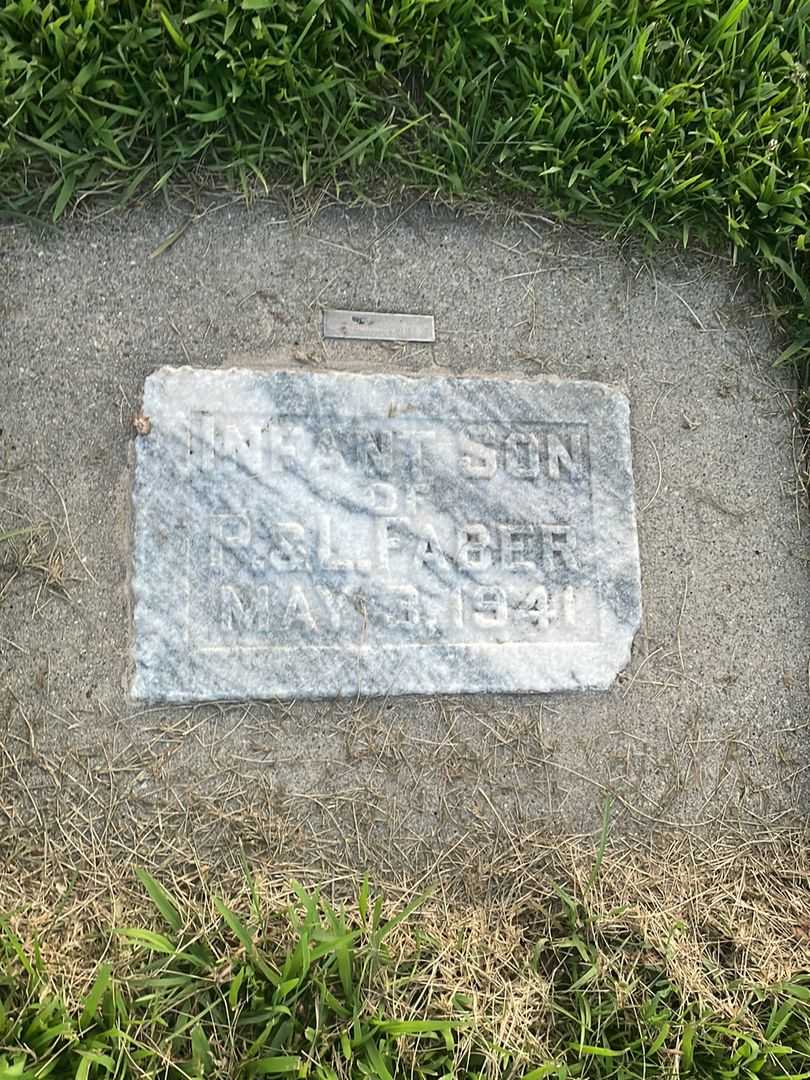 INFANT SON
OF
P. & L. FABER
MAY 3, 1941